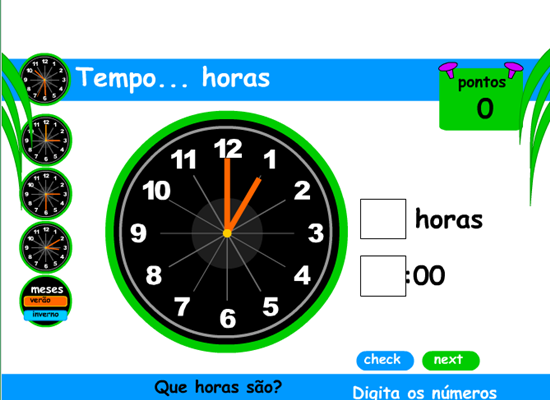 Tempo... horas
pontos
0
12
11
1
10
2
9
3
8
4
7
5
6
horas
:00
meses
verão
inverno
check
next
Que horas são?
Digita os números